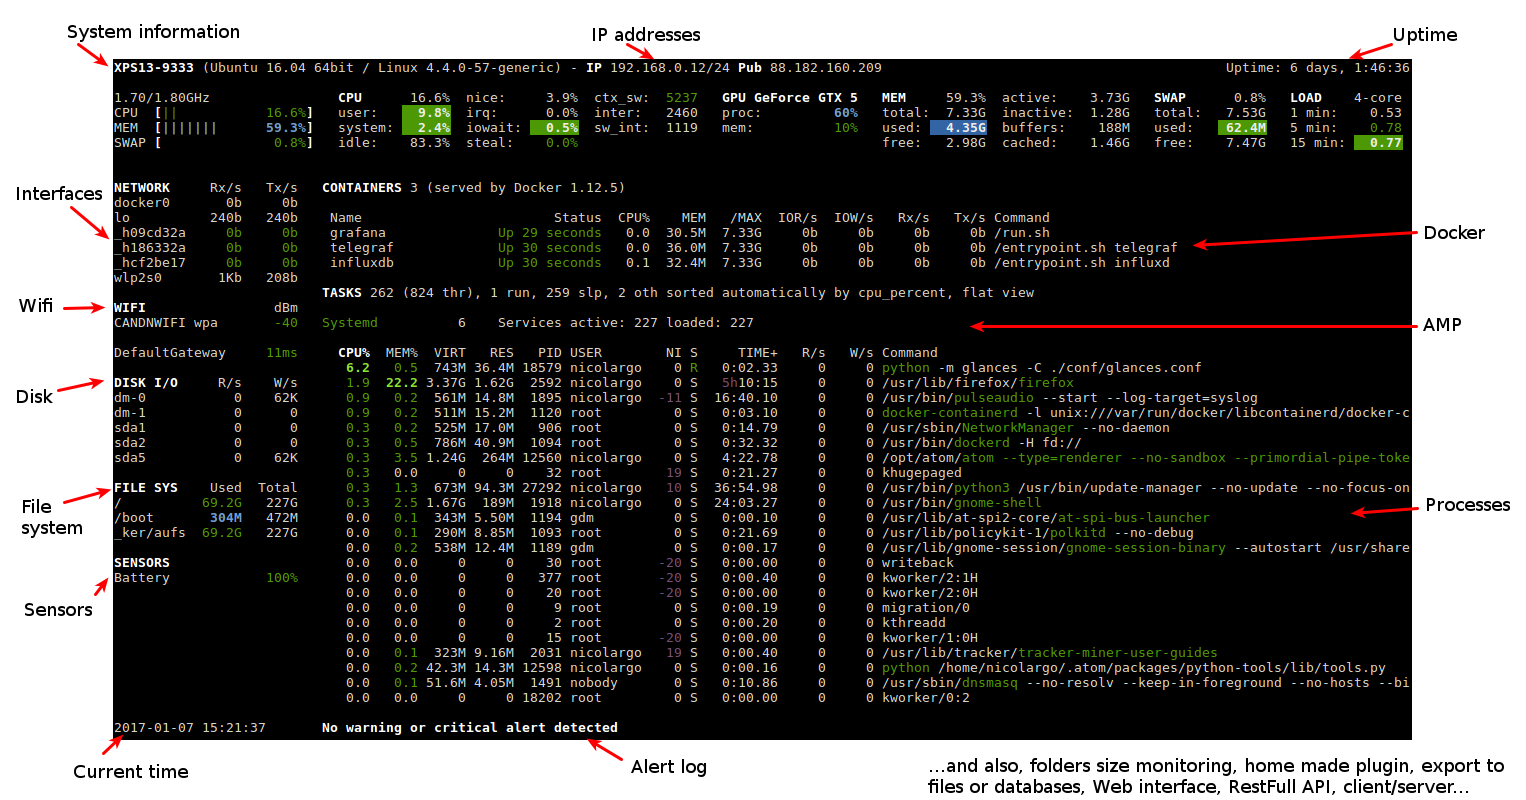 System information
IP addresses
Uptime
XPS13-9333 (Ubuntu 16.04 64bit / Linux 4.4.0-57-generic) - IP 192.168.0.12/24 Pub 88.182.160.209 Uptime: 6 days, 1:46:36
1.70/1.80GHz CPU 16.6% nice: 3.9% ctx_sw: 5237 GPU GeForce GTX 5 MEM 59.3% active: 3.73G SWAP 0.8% LOAD 4-core
CPU [|| 16.6%] user: 9.8% irq: 0.0% inter: 2460 proc: 60% total: 7.33G inactive: 1.28G total: 7.53G 1 min: 0.53
MEM [||||||| 59.3%] system: 2.4% iowait: 0.5% sw_int: 1119 mem: 10% used: 4.35G buffers: 188M used: 62.4M 5 min: 0.78
SWAP [ 0.8%] idle: 83.3% steal: 0.0% free: 2.98G cached: 1.46G free: 7.47G 15 min: 0.77
Interfaces
NETWORK Rx/s Tx/s CONTAINERS 3 (served by Docker 1.12.5)
docker0 0b 0b
lo 240b 240b Name Status CPU% MEM /MAX IOR/s IOW/s Rx/s Tx/s Command
_h09cd32a 0b 0b grafana Up 29 seconds 0.0 30.5M 7.33G 0b 0b 0b 0b /run.sh
_h186332a 0b 0b telegraf Up 30 seconds 0.0 36.0M 7.33G 0b 0b 0b 0b /entrypoint.sh telegraf
_hcf2be17 0b 0b influxdb Up 30 seconds 0.1 32.4M 7.33G 0b 0b 0b 0b /entrypoint.sh influxd
wlp2s0 1Kb 208b
Docker
TASKS 262 (824 thr), 1 run, 259 slp, 2 oth sorted automatically by cpu_percent, flat view
Wifi
WIFI dBm
CANDNWIFI wpa -40 Systemd 6 Services active: 227 loaded: 227
AMP
DefaultGateway 11ms CPU% MEM% VIRT RES PID USER NI S TIME+ R/s W/s Command
6.2 0.5 743M 36.4M 18579 nicolargo 0 R 0:02.33 0 0 python -m glances -C ./conf/glances.conf
Disk
DISK I/O R/s W/s 1.9 22.2 3.37G 1.62G 2592 nicolargo 0 S 5h10:15 0 0 /usr/lib/firefox/firefox
dm-0 0 62K 0.9 0.2 561M 14.8M 1895 nicolargo -11 S 16:40.10 0 0 /usr/bin/pulseaudio --start --log-target=syslog
dm-1 0 0 0.9 0.2 511M 15.2M 1120 root 0 S 0:03.10 0 0 docker-containerd -l unix:///var/run/docker/libcontainerd/docker-c
sda1 0 0 0.3 0.2 525M 17.0M 906 root 0 S 0:14.79 0 0 /usr/sbin/NetworkManager --no-daemon
sda2 0 0 0.3 0.5 786M 40.9M 1094 root 0 S 0:32.32 0 0 /usr/bin/dockerd -H fd://
sda5 0 62K 0.3 3.5 1.24G 264M 12560 nicolargo 0 S 4:22.78 0 0 /opt/atom/atom --type=renderer --no-sandbox --primordial-pipe-toke
0.3 0.0 0 0 32 root 19 S 0:21.27 0 0 khugepaged
File
system
FILE SYS Used Total 0.3 1.3 673M 94.3M 27292 nicolargo 10 S 36:54.98 0 0 /usr/bin/python3 /usr/bin/update-manager --no-update --no-focus-on
/ 69.2G 227G 0.3 2.5 1.67G 189M 1918 nicolargo 0 S 24:03.27 0 0 /usr/bin/gnome-shell
/boot 304M 472M 0.0 0.1 343M 5.50M 1194 gdm 0 S 0:00.10 0 0 /usr/lib/at-spi2-core/at-spi-bus-launcher
_ker/aufs 69.2G 227G 0.0 0.1 290M 8.85M 1093 root 0 S 0:21.69 0 0 /usr/lib/policykit-1/polkitd --no-debug
Processes
0.0 0.2 538M 12.4M 1189 gdm 0 S 0:00.17 0 0 /usr/lib/gnome-session/gnome-session-binary --autostart /usr/share
SENSORS 0.0 0.0 0 0 30 root -20 S 0:00.00 0 0 writeback
Battery 100% 0.0 0.0 0 0 377 root -20 S 0:00.40 0 0 kworker/2:1H
0.0 0.0 0 0 20 root -20 S 0:00.00 0 0 kworker/2:0H
Sensors
0.0 0.0 0 0 9 root 0 S 0:00.19 0 0 migration/0
0.0 0.0 0 0 2 root 0 S 0:00.20 0 0 kthreadd
0.0 0.0 0 0 15 root -20 S 0:00.00 0 0 kworker/1:0H
0.0 0.1 323M 9.16M 2031 nicolargo 19 S 0:00.40 0 0 /usr/lib/tracker/tracker-miner-user-guides
0.0 0.2 42.3M 14.3M 12598 nicolargo 0 S 0:00.16 0 0 python /home/nicolargo/.atom/packages/python-tools/lib/tools.py
0.0 0.1 51.6M 4.05M 1491 nobody 0 S 0:10.86 0 0 /usr/sbin/dnsmasq --no-resolv --keep-in-foreground --no-hosts --bi
0.0 0.0 0 0 18202 root 0 S 0:00.00 0 0 kworker/0:2
2017-01-07 15:21:37 No warning or critical alert detected
Current time
Alert log
...and also, folders size monitoring, home made plugin, export to
files or databases, Web interface, RestFull API, client/server...